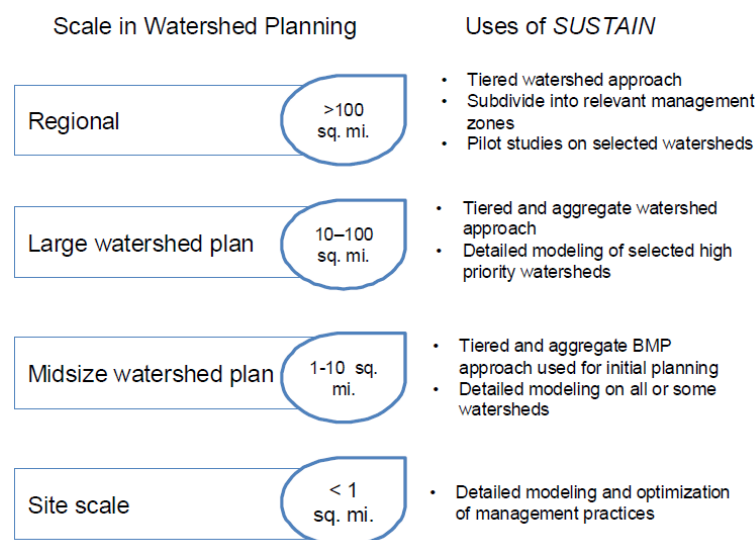 Scale in Watershed Planning
Uses of SUSTAIN
Regional
>100
sq. mi.
• Tiered watershed approach
• Subdivide into relevant management
zones
• Pilot studies on selected watersheds
Large watershed plan
10–100
sq. mi.
• Tiered and aggregate watershed
approach
• Detailed modeling of selected high
priority watersheds
Midsize watershed plan
1-10 sq.
mi.
• Tiered and aggregate BMP
approach used for initial planning
• Detailed modeling on all or some
watersheds
Site scale
< 1
sq. mi.
• Detailed modeling and optimization
of management practices